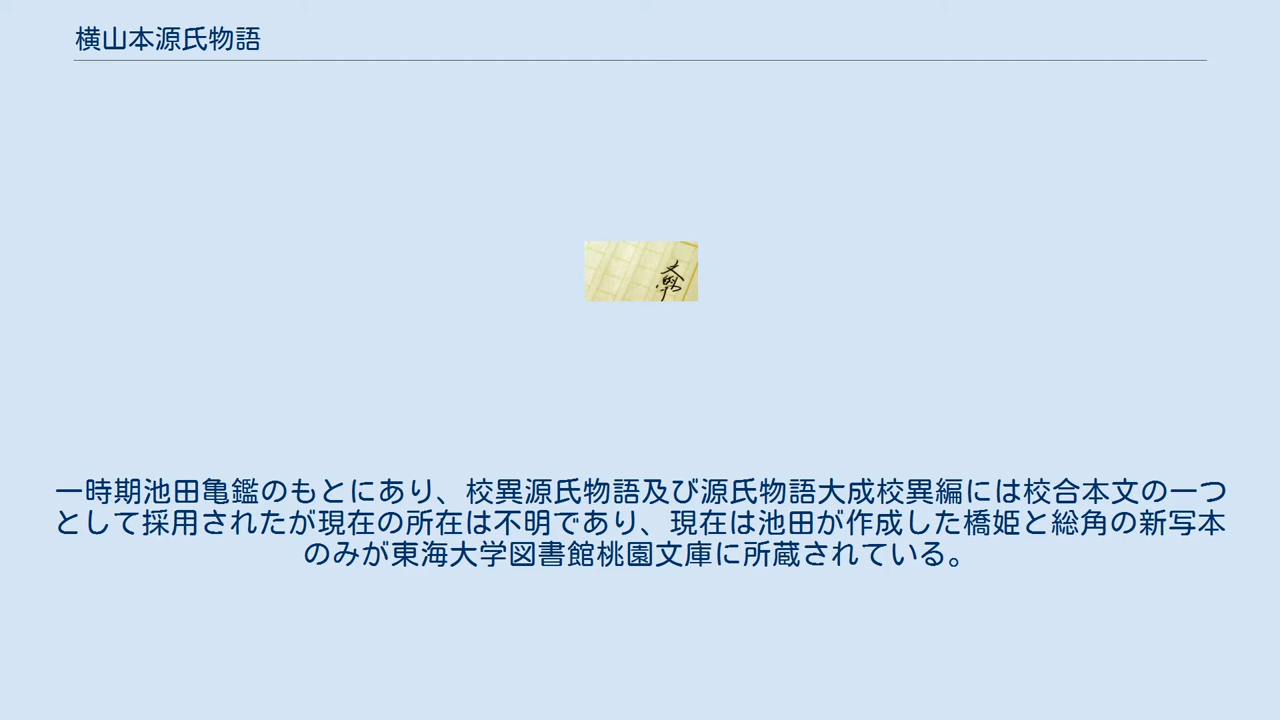 横山本源氏物語
一時期池田亀鑑のもとにあり、校異源氏物語及び源氏物語大成校異編には校合本文の一つ
として採用されたが現在の所在は不明であり、現在は池田が作成した橋姫と総角の新写本
のみが東海大学図書館桃園文庫に所蔵されている。